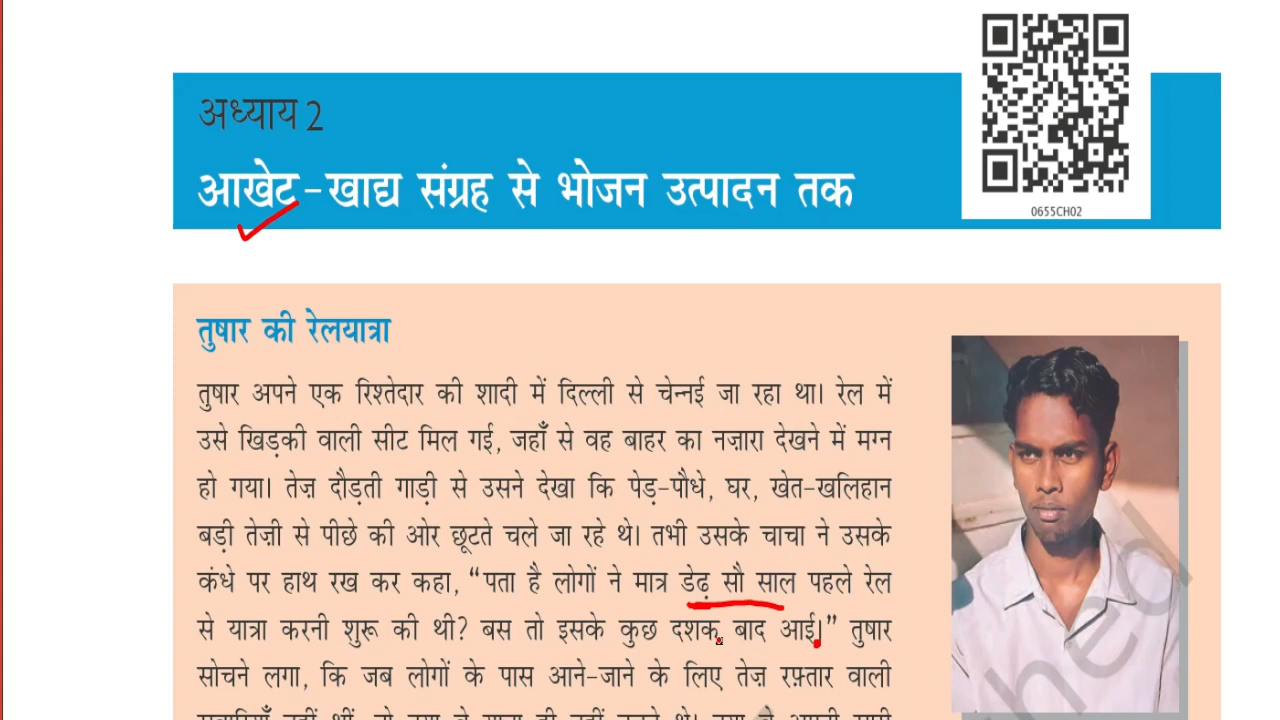 अध्याय 2
आखेट-खाद्य संग्रह से भोजन उत्पादन तक
0655CH02
तुषार की रेलयात्रा
तुषार अपने एक रिश्तेदार की शादी में दिल्ली से चेन्नई जा रहा था। रेल में
उसे खिड़की वाली सीट मिल गई, जहाँ से वह बाहर का नज़ारा देखने में मग्न
हो गया। तेज़ दौड़ती गाड़ी से उसने देखा कि पेड़-पौधे, घर, खेत-खलिहान
बड़ी तेज़ी से पीछे की ओर छूटते चले जा रहे थे। तभी उसके चाचा ने उसके
कंधे पर हाथ रख कर कहा, “पता है लोगों ने मात्र डेढ़ सौ साल पहले रेल
से यात्रा करनी शुरू की थी? बस तो इसके कुछ दशक बाद आई।” तुषार
सोचने लगा, कि जब लोगों के पास आने-जाने के लिए तेज़ रफ़्तार वाली